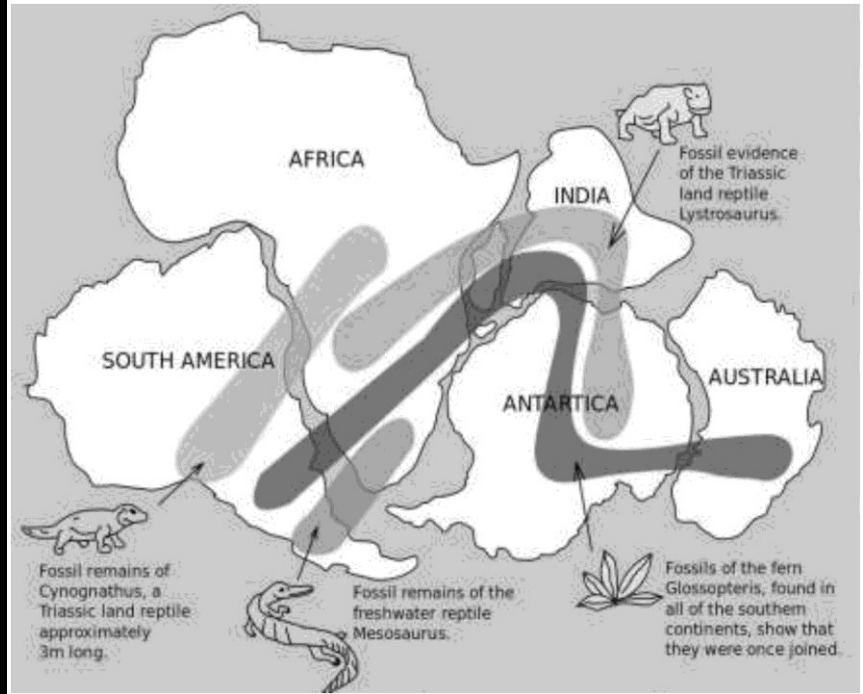 AFRICA
INDIA
Fossil evidence
of the Triassic
land reptile
Lystrosaurus.
SOUTH AMERICA
ANTARTICA
AUSTRALIA
Fossil remains of
Cynognathus, a
Triassic land reptile
approximately
3m long.
Fossil remains of the
freshwater reptile
Mesosaurus.
Fossils of the fern
Glossopteris, found in
all of the southern
continents, show that
they were once joined.